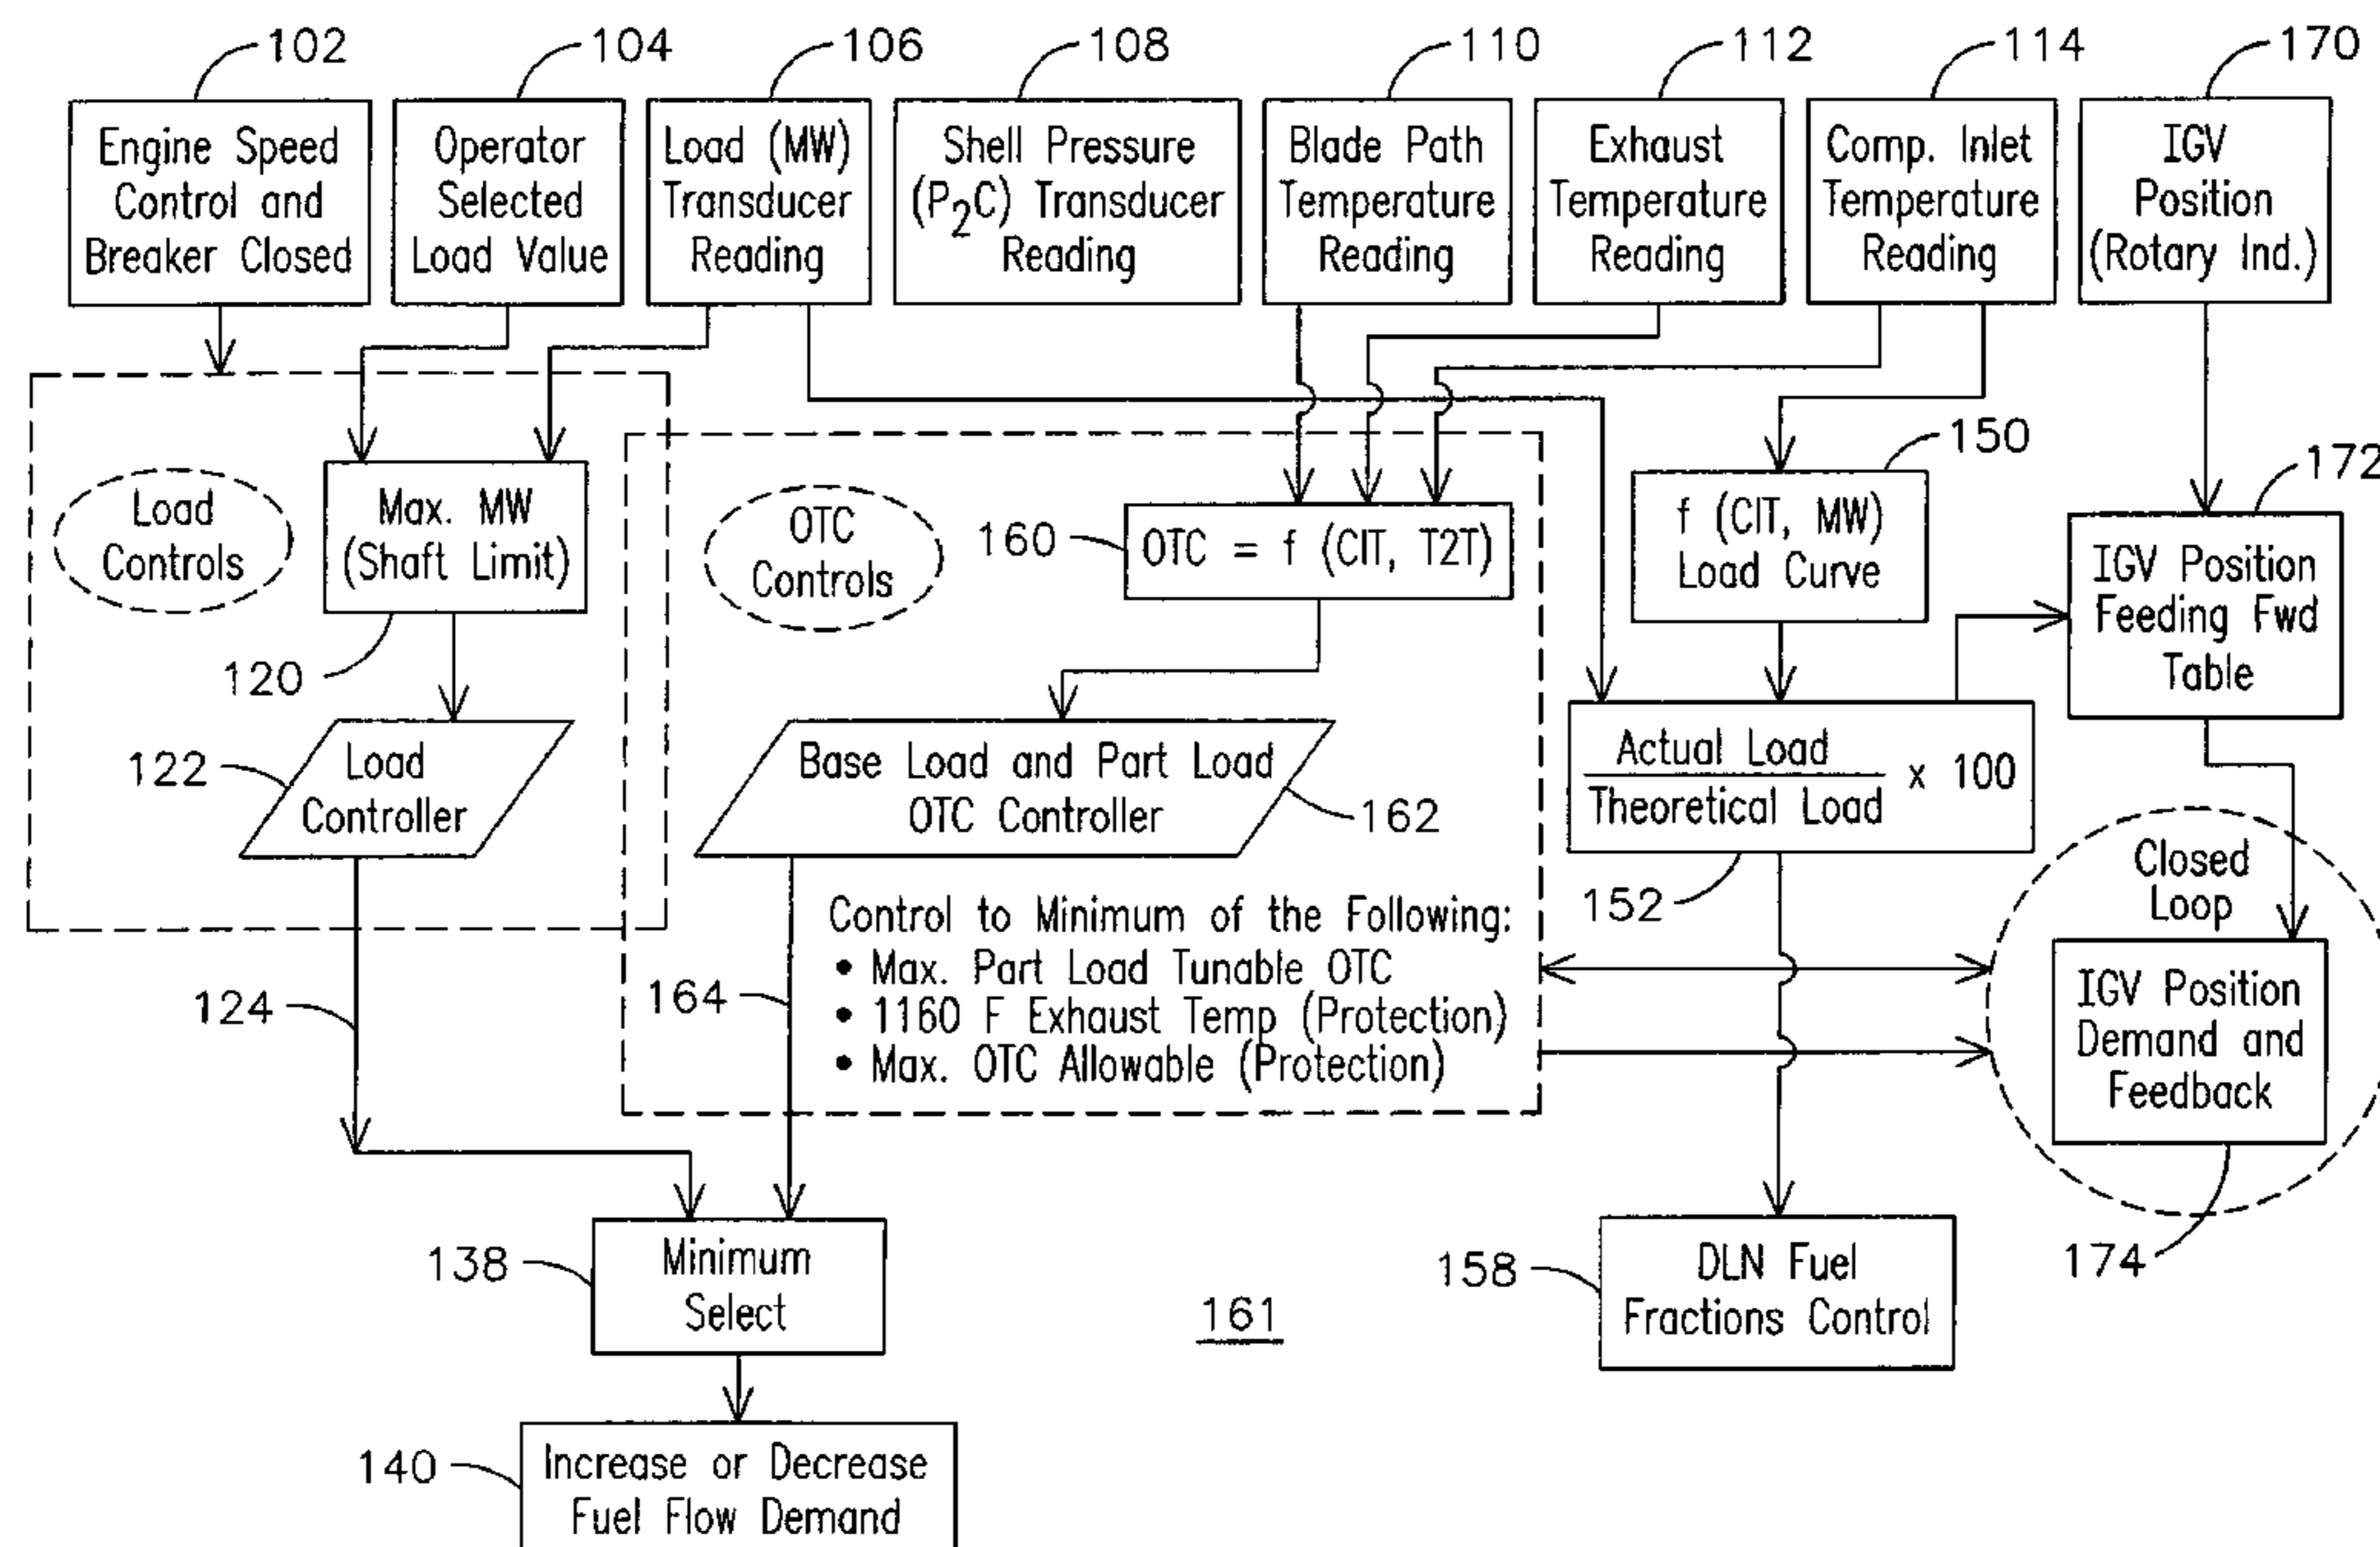 102
104
106
108
110
112
114
170
Engine Speed
Control and
Breaker Closed
Operator
Selected
Load Value
Load (MW)
Transducer
Reading
Shell Pressure
(P2C) Transducer
Reading
Blade Path
Temperature
Reading
Exhaust
Temperature
Reading
Comp. Inlet
Temperature
Reading
IGV
Position
(Rotary Ind.)
Load
Controls
Max. MW
(Shaft Limit)
120
OTC
Controls
160
OTC = f (CIT, T2T)
150
f (CIT, MW)
Load Curve
172
IGV Position
Feeding Fwd
Table
122
Load
Controller
Base Load and Part Load
OTC Controller
162
Actual Load
Theoretical Load
x 100
152
Closed
Loop
124
164
Control to Minimum of the Following:
• Max. Part Load Tunable OTC
• 1160 F Exhaust Temp (Protection)
• Max. OTC Allowable (Protection)
IGV Position
Demand and
Feedback
174
138
Minimum
Select
161
158
DLN Fuel
Fractions Control
140
Increase or Decrease
Fuel Flow Demand